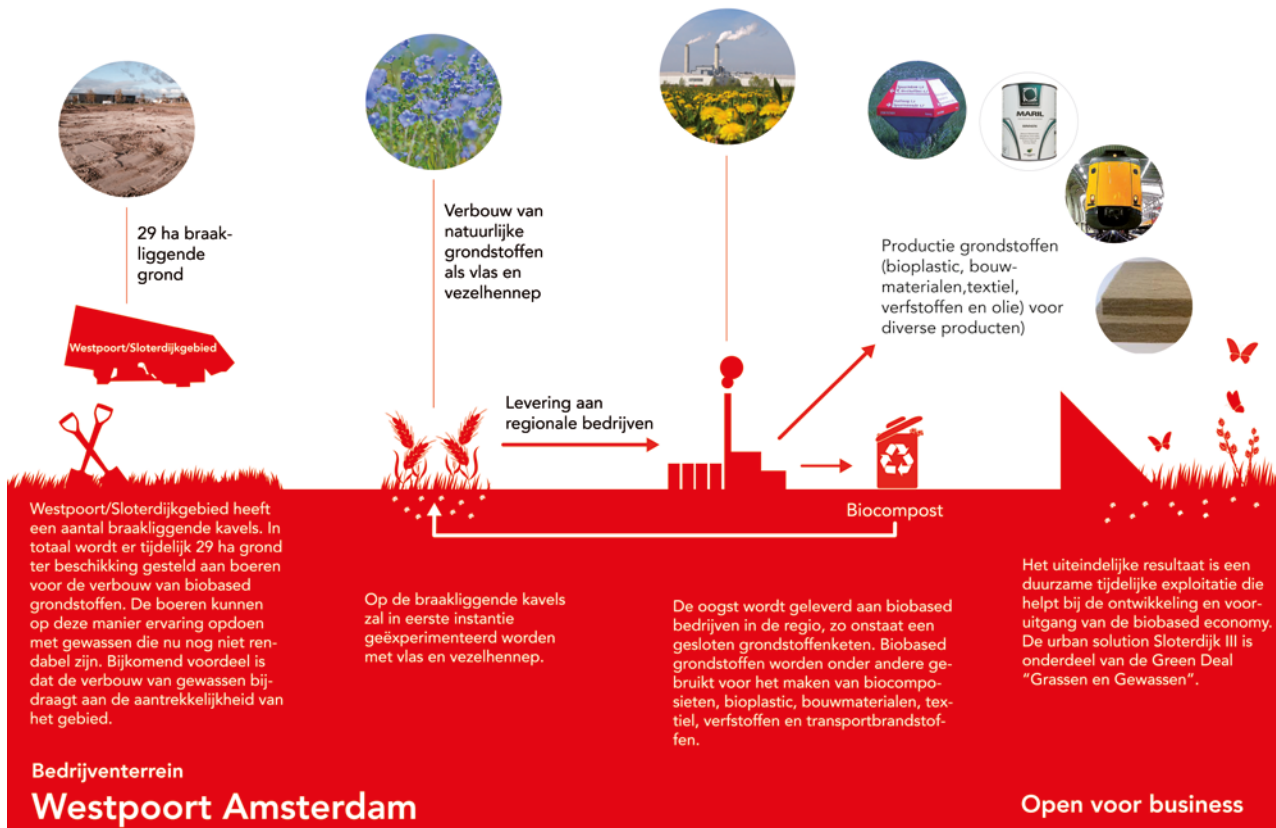 29 ha braak-
liggende
grond
Westpoort/Sloterdijkgebied
Verbouw van
natuurlijke
grondstoffen
als vlas en
vezelhennep
Levering aan
regionale bedrijven
MARIL
Productie grondstoffen
(bioplastic, bouw-
materialen,textiel,
verfstoffen en olie) voor
diverse producten)
Biocompost
Westpoort/Sloterdijkgebied heeft
een aantal braakliggende kavels. In
totaal wordt er tijdelijk 29 ha grond
ter beschikking gesteld aan boeren
voor de verbouw van biobased
grondstoffen. De boeren kunnen
op deze manier ervaring opdoen
met gewassen die nu nog niet ren-
dabel zijn. Bijkomend voordeel is
dat de verbouw van gewassen bij-
draagt aan de aantrekkelijkheid van
het gebied.
Op de braakliggende kavels
zal in eerste instantie
geëxperimenteerd worden
met vlas en vezelhennep.
De oogst wordt geleverd aan biobased
bedrijven in de regio, zo onstaat een
gesloten grondstoffenketen. Biobased
grondstoffen worden onder andere ge-
bruikt voor het maken van biocompo-
sieten, bioplastic, bouwmaterialen, tex-
tiel, verfstoffen en transportbrandstof-
fen.
Het uiteindelijke resultaat is een
duurzame tijdelijke exploitatie die
helpt bij de ontwikkeling en voor-
uitgang van de biobased economy.
De urban solution Sloterdijk III is
onderdeel van de Green Deal
“Grassen en Gewassen”.
Bedrijventerrein
Westpoort Amsterdam
Open voor business